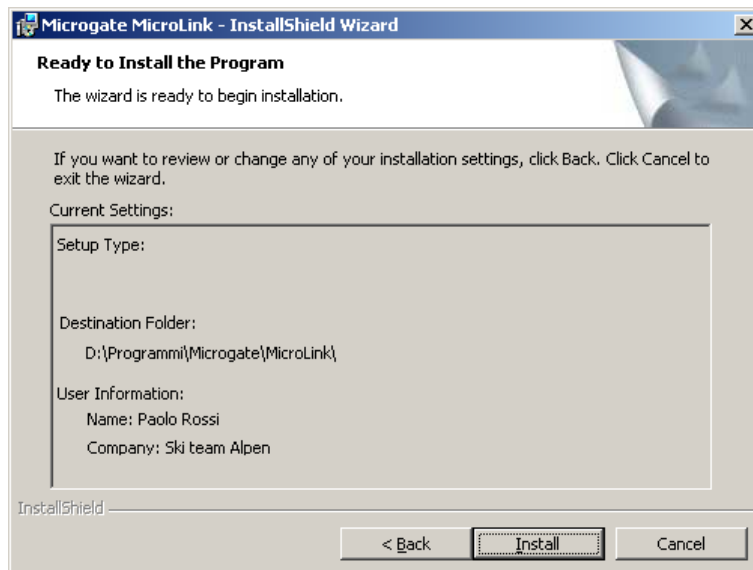 Microgate MicroLink - InstallShield Wizard
Ready to Install the Program
The wizard is ready to begin installation.
If you want to review or change any of your installation settings, click Back. Click Cancel to
exit the wizard.
Current Settings:
Setup Type:
Destination Folder:
D:\Programmi\Microgate\MicroLink\
User Information:
Name: Paolo Rossi
Company: Ski team Alpen
InstallShield
< Back
Install
Cancel